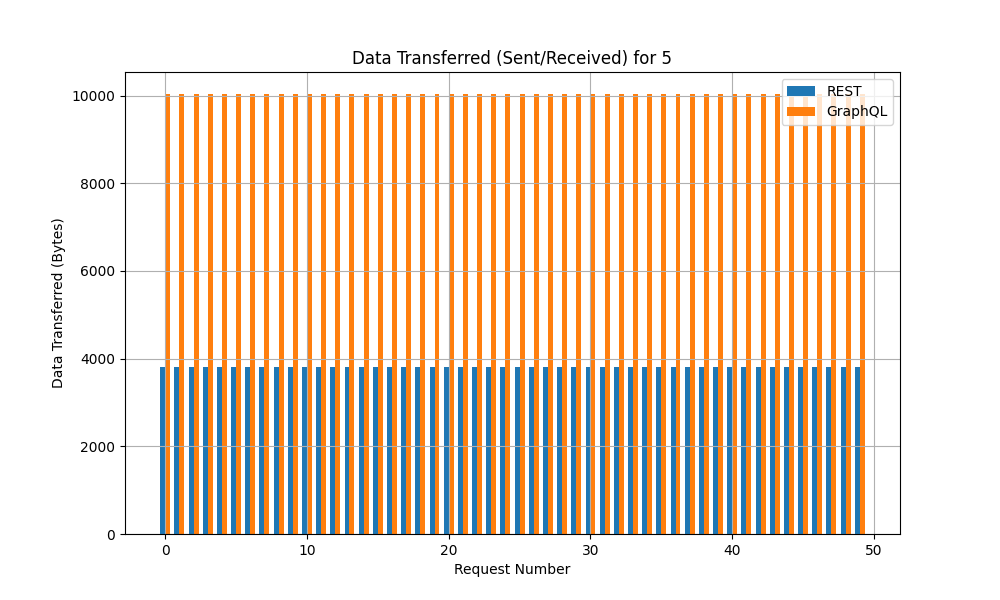 Data Transferred (Sent/Received) for 5
REST
GraphQL
Data Transferred (Bytes)
10000
8000
6000
4000
2000
0
0 10 20 30 40 50
Request Number